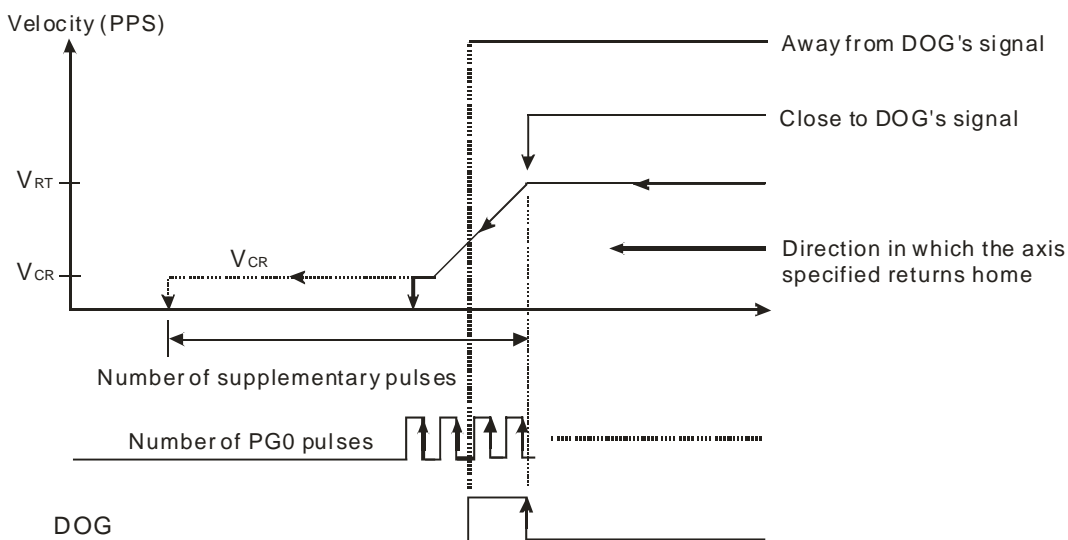 Velocity (PPS)
Away from DOG's signal
Close to DOG's signal
VRT
VCR
VCR
Direction in which the axis
specified returns home
Number of supplementary pulses
Number of PG0 pulses
DOG